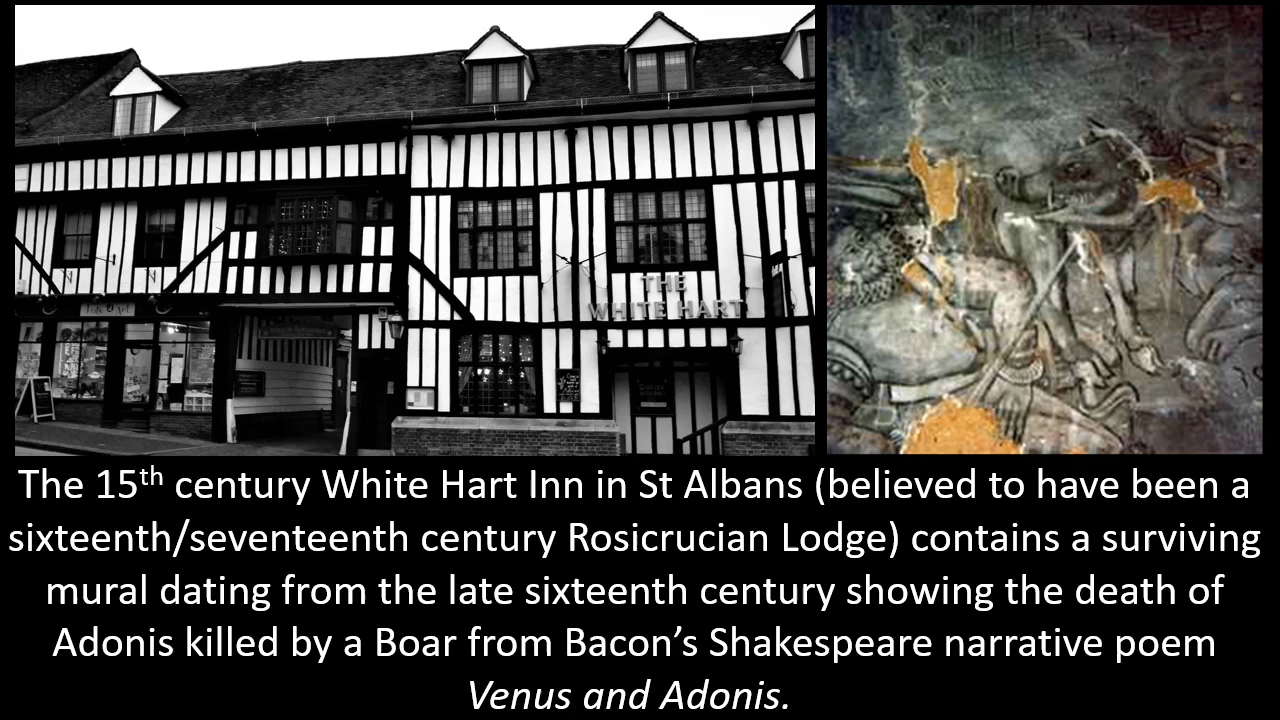 THE
WHITE HART
The 15th century White Hart Inn in St Albans (believed to have been a
sixteenth/seventeenth century Rosicrucian Lodge) contains a surviving
mural dating from the late sixteenth century showing the death of
Adonis killed by a Boar from Bacon’s Shakespeare narrative poem
Venus and Adonis.